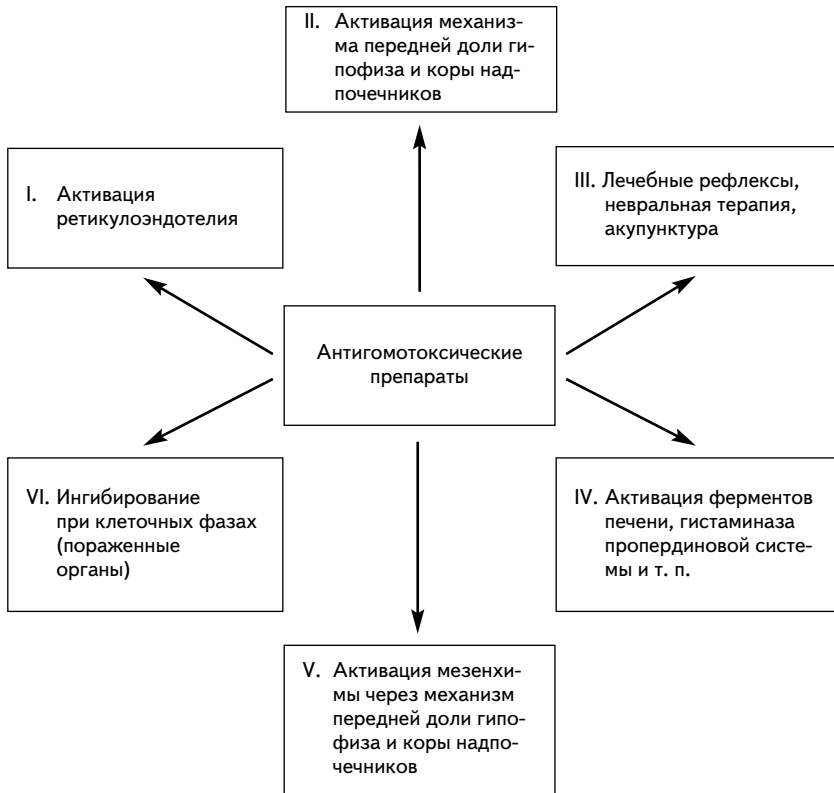 II. Активация механиз-
ма передней доли ги-
пофиза и коры над-
почечников
I. Активация
ретикулоэндотелия
III. Лечебные рефлексы,
невральная терапия,
акупунктура
Антигомотоксические
препараты
VI. Ингибирование
при клеточных фазах
(пораженные
органы)
IV. Активация ферментов
печени, гистаминаза
пропердиновой систе-
мы и т. п.
V. Активация мезенхи-
мы через механизм
передней доли гипо-
физа и коры надпо-
чечников